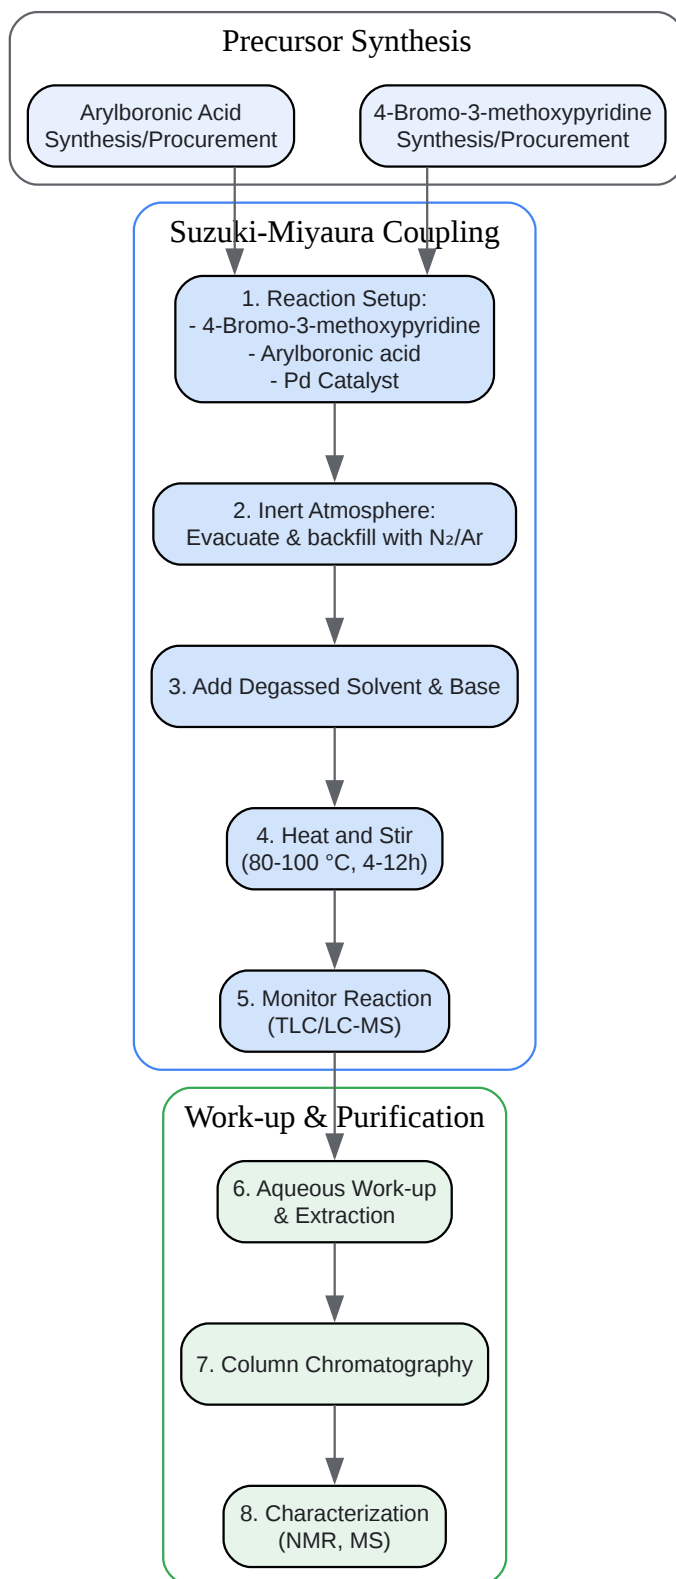 Precursor Synthesis
Arylboronic Acid
Synthesis/Procurement
4-Bromo-3-methoxypyridine
Synthesis/Procurement
Suzuki-Miyaura Coupling
1. Reaction Setup:
- 4-Bromo-3-methoxypyridine
- Arylboronic acid
- Pd Catalyst
2. Inert Atmosphere:
Evacuate & backfill with N₂/Ar
3. Add Degassed Solvent & Base
4. Heat and Stir
(80-100 °C, 4-12h)
5. Monitor Reaction
(TLC/LC-MS)
Work-up & Purification
6. Aqueous Work-up
& Extraction
7. Column Chromatography
8. Characterization
(NMR, MS)